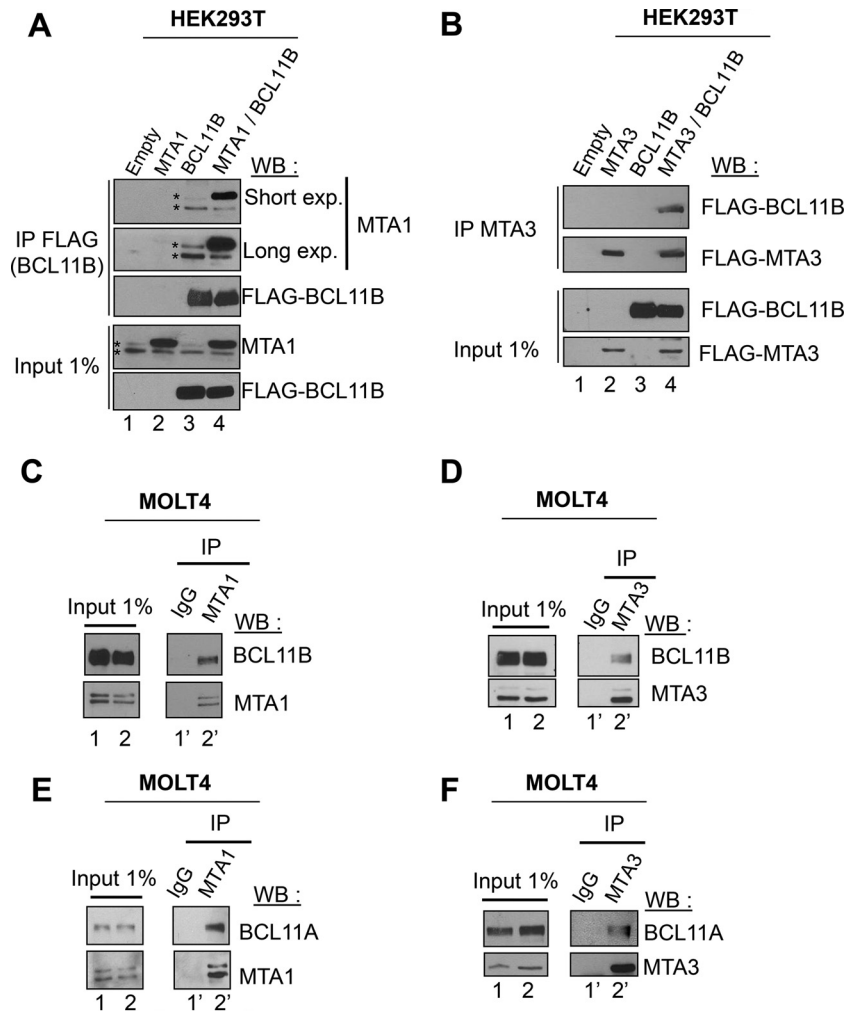 A
HEK293T
Empty
MTA1
BCL11B
MTA1 / BCL11B
WB :
IP FLAG
(BCL11B)
*
*
Short exp.
*
*
Long exp.
MTA1
FLAG-BCL11B
Input 1%
*
*
MTA1
FLAG-BCL11B
1 2 3 4
B
HEK293T
Empty
MTA3
BCL11B
MTA3 / BCL11B
WB :
IP MTA3
FLAG-BCL11B
FLAG-MTA3
Input 1%
FLAG-BCL11B
FLAG-MTA3
1 2 3 4
C
MOLT4
IP
Input 1%
IgG
MTA1
WB :
BCL11B
MTA1
1 2 1’ 2'
D
MOLT4
IP
Input 1%
IgG
MTA3
WB :
BCL11B
MTA3
1 2 1’ 2'
E
MOLT4
IP
Input 1%
IgG
MTA1
WB :
BCL11A
MTA1
1 2 1’ 2'
F
MOLT4
IP
Input 1%
IgG
MTA3
WB :
BCL11A
MTA3
1 2 1’ 2'